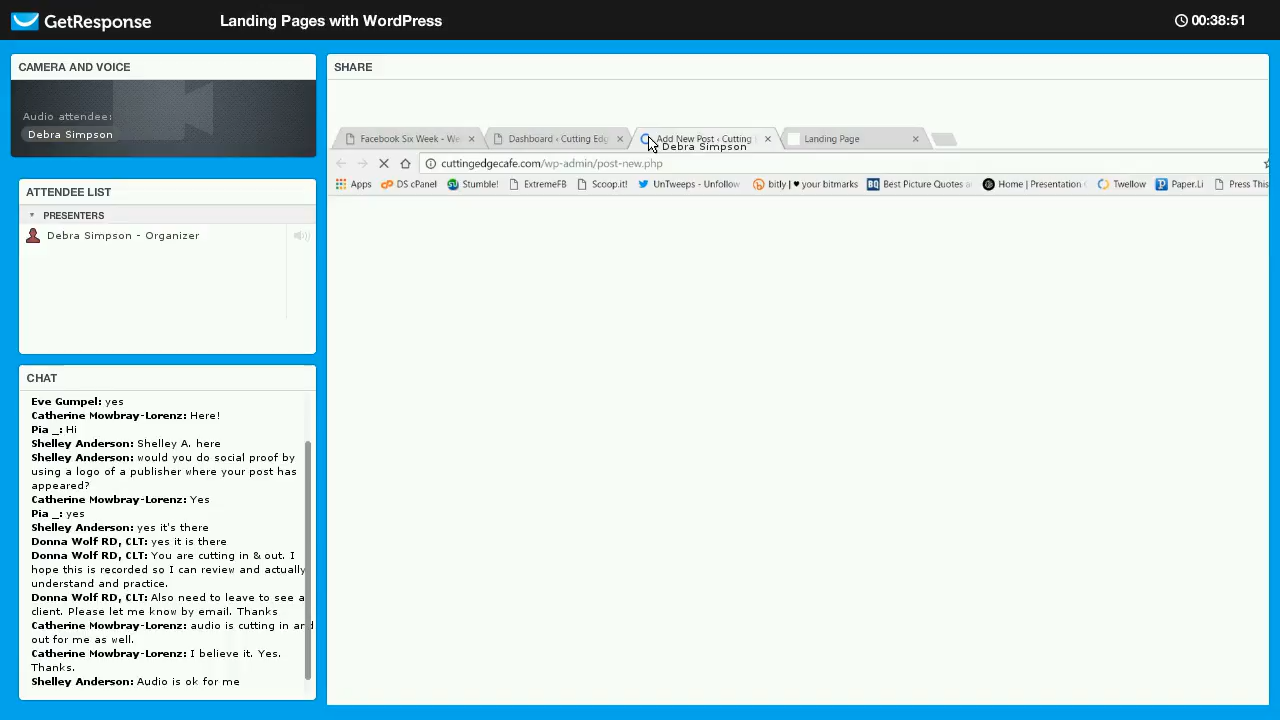 GetResponse
Landing Pages with WordPress
00:38:51
CAMERA AND VOICE
Audio attendee:
Debra Simpson
ATTENDEE LIST
PRESENTERS
Debra Simpson - Organizer
CHAT
Eve Gumpel: yes
Catherine Mowbray-Lorenz: Here!
Pia _: Hi
Shelley Anderson: Shelley A. here
Shelley Anderson: would you do social proof by
using a logo of a publisher where your post has
appeared?
Catherine Mowbray-Lorenz: Yes
Pia _: yes
Shelley Anderson: yes it's there
Donna Wolf RD, CLT: yes it is there
Donna Wolf RD, CLT: You are cutting in & out. I
hope this is recorded so I can review and actually
understand and practice.
Donna Wolf RD, CLT: Also need to leave to see a
client. Please let me know by email. Thanks
Catherine Mowbray-Lorenz: audio is cutting in and
out for me as well.
Catherine Mowbray-Lorenz: I believe it. Yes.
Thanks.
Shelley Anderson: Audio is ok for me
SHARE
Facebook Six Week - We
Dashboard ‹ Cutting Edg
Add New Post ‹ Cutting
Landing Page
Debra Simpson
cuttingedgecafe.com/wp-admin/post-new.php
Apps
DS cPanel
Stumble!
ExtremeFB
Scoop.it!
UnTweeps - Unfollow
bitly | ♥ your bitmarks
BQ Best Picture Quotes a
Home | Presentation
Twellow
Paper.Li
Press This